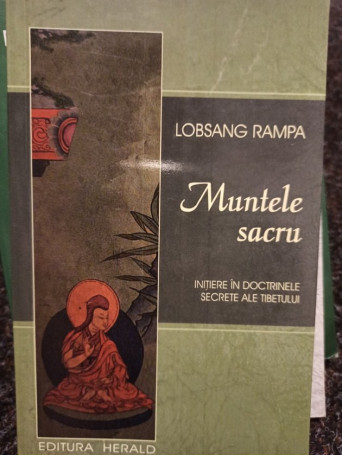 LOBSANG RAMPA
Muntele
sacru
INIȚIERE ÎN DOCTRINELE
SECRETE ALE TIBETULUI
EDITURA HERALD